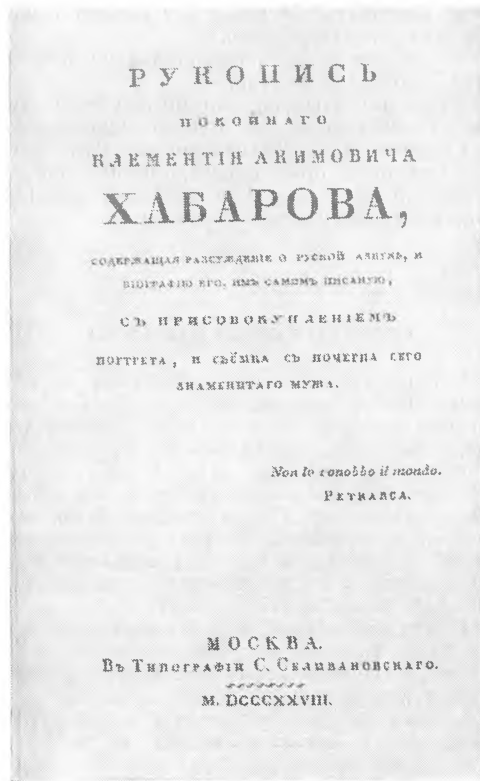 РУКОПИСЬ
ПОКОЙНАГО
КЛЕМЕНТІЯ АКИМОВИЧА
ХАБАРОВА,
СОДЕРЖАЩАЯ РАЗСУЖДЕНІЕ О РУСКОЙ АЗБУКѢ, И
БІОГРАФІЮ ЕГО, ИМЪ САМИМЪ ПИСАНУЮ,
СЪ ПРИСОВОКУПЛЕНІЕМЪ
ПОРТРЕТА, И СЪЁМКА СЪ ПОЧЕРКА СЕГО
ЗНАМЕНИТАГО МУЖА.
Non lo conobbe il mondo.
PETRARCA.
МОСКВА.
Въ Типографіи С. Селивановскаго.
M. DCCCXXVIII.